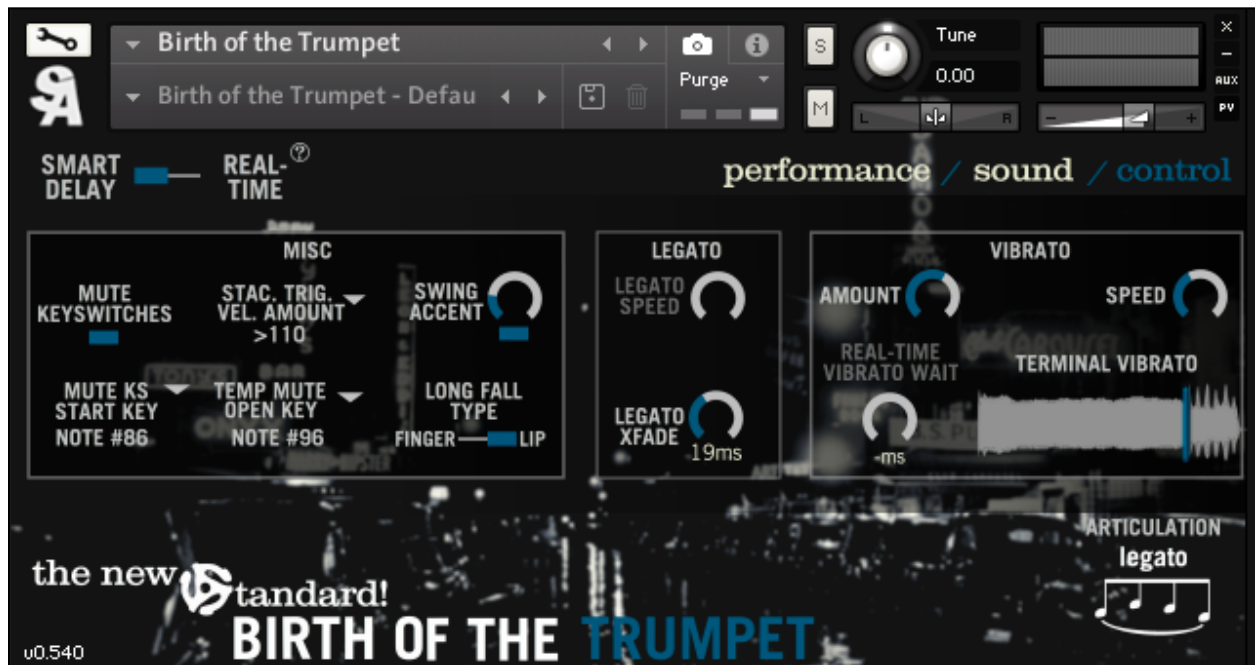 Birth of the Trumpet
S
Tune
0.00
×
–
AUX
PV
Birth of the Trumpet - Defau
Purge
M
L
R
–
+
SMART
DELAY
REAL-
TIME
?
performance / sound / control
MISC
MUTE
KEYSWITCHES
STAC. TRIG.
VEL. AMOUNT
>110
SWING
ACCENT
MUTE KS
START KEY
NOTE #86
TEMP MUTE
OPEN KEY
NOTE #96
LONG FALL
TYPE
FINGER
LIP
LEGATO
LEGATO
SPEED
LEGATO
XFADE
19ms
VIBRATO
AMOUNT
SPEED
REAL-TIME
VIBRATO WAIT
-ms
TERMINAL VIBRATO
ARTICULATION
legato
the new
Standard!
BIRTH OF THE TRUMPET
v0.540